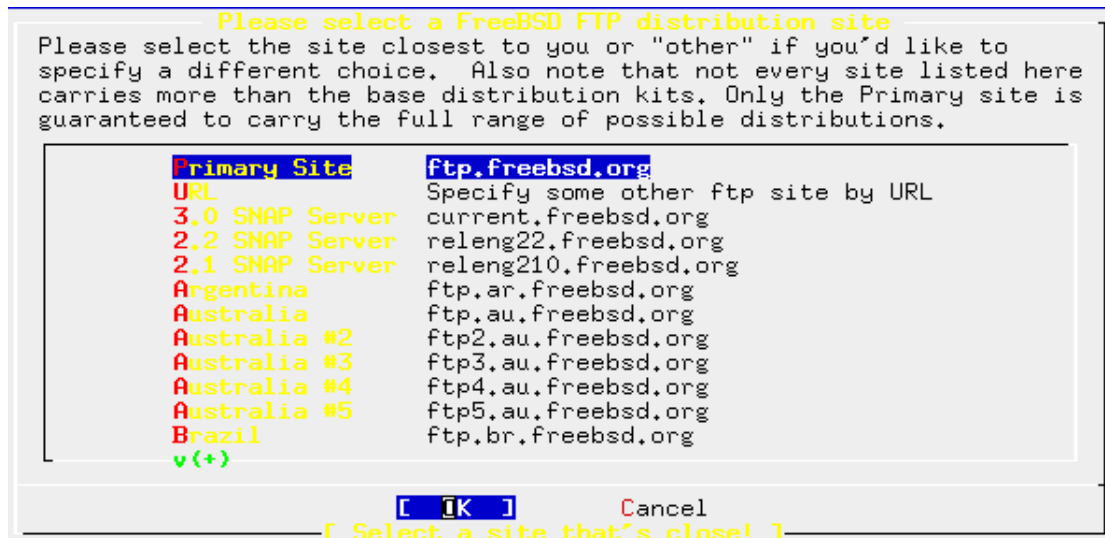 Please select a FreeBSD FTP distribution site
Please select the site closest to you or "other" if you'd like to
specify a different choice.  Also note that not every site listed here
carries more than the base distribution kits. Only the Primary site is
guaranteed to carry the full range of possible distributions.
Primary Site ftp.freebsd.org
URL Specify some other ftp site by URL
3.0 SNAP Server current.freebsd.org
2.2 SNAP Server releng22.freebsd.org
2.1 SNAP Server releng210.freebsd.org
Argentina ftp.ar.freebsd.org
Australia ftp.au.freebsd.org
Australia #2 ftp2.au.freebsd.org
Australia #3 ftp3.au.freebsd.org
Australia #4 ftp4.au.freebsd.org
Australia #5 ftp5.au.freebsd.org
Brazil ftp.br.freebsd.org
v(+)
[ OK ] Cancel
[ Select a site that's close! ]